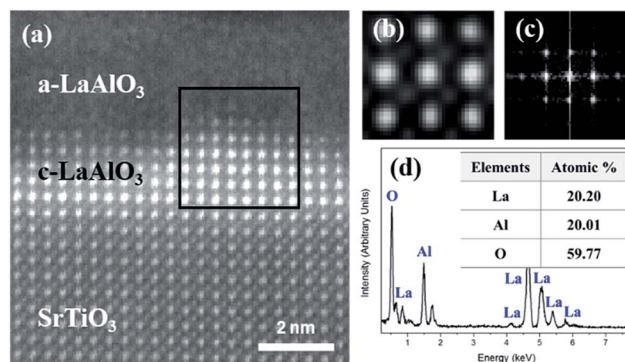 (a)
a-LaAlO₃
c-LaAlO₃
SrTiO₃
2 nm
(b)
(c)
(d)
Elements Atomic %
La 20.20
Al 20.01
O 59.77
O
La
Al
La
La
La
La
La
Intensity (Arbitrary Units)
1 2 3 4 5 6 7
Energy (keV)